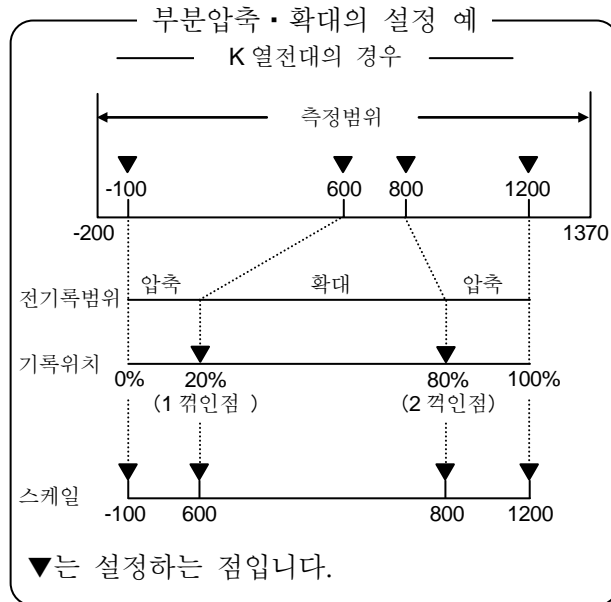 부분압축▪확대의 설정 예
K 열전대의 경우
측정범위
▼ ▼ ▼ ▼
-100 600 800 1200
-200 1370
압축 확대 압축
전기록범위
▼ ▼
기록위치
0% 20% 80% 100%
(1 꺾인점 ) (2 꺽인점)
▼ ▼ ▼ ▼
스케일
-100 600 800 1200
▼는 설정하는 점입니다.